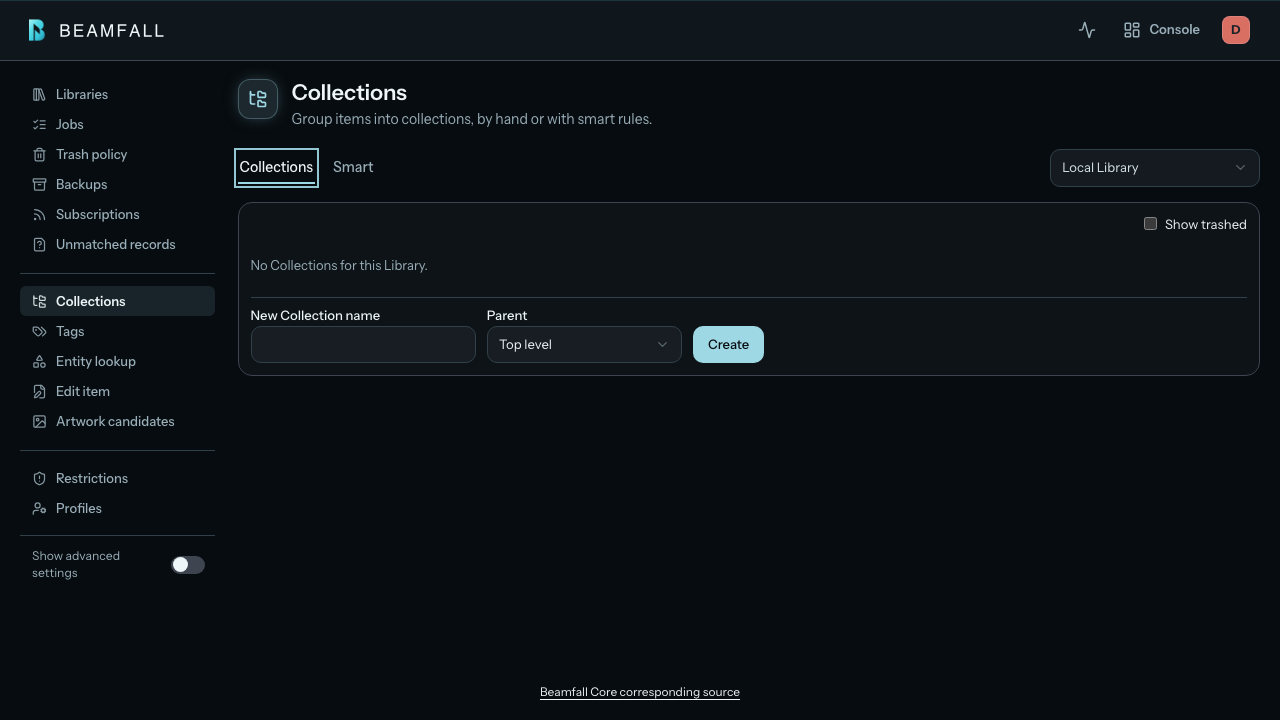 BEAMFALL
Console
D
Libraries
Jobs
Trash policy
Backups
Subscriptions
Unmatched records
Collections
Tags
Entity lookup
Edit item
Artwork candidates
Restrictions
Profiles
Show advanced
settings
Collections
Group items into collections, by hand or with smart rules.
Collections
Smart
Local Library
Show trashed
No Collections for this Library.
New Collection name
Parent
Top level
Create
Beamfall Core corresponding source